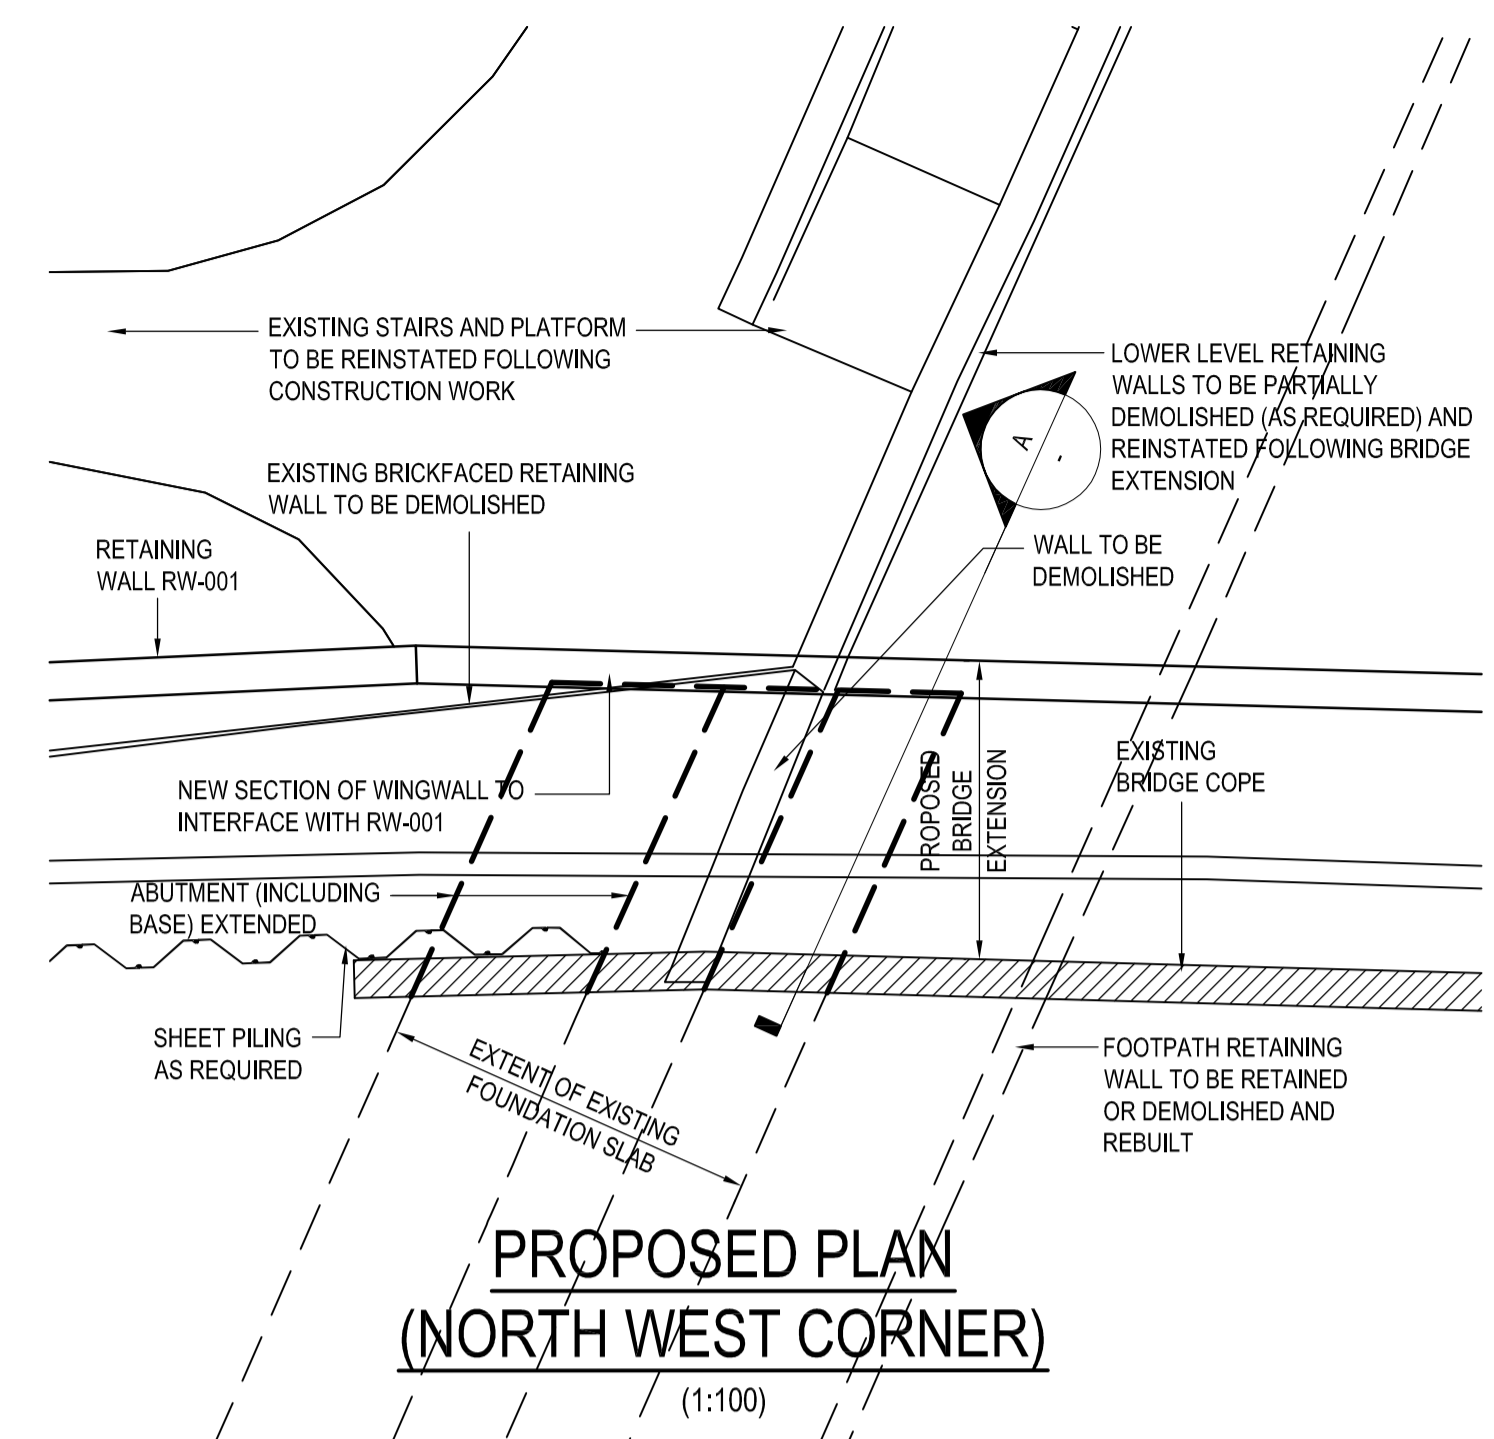 EXISTING STAIRS AND PLATFORM
TO BE REINSTATED FOLLOWING
CONSTRUCTION WORK
LOWER LEVEL RETAINING
WALLS TO BE PARTIALLY
DEMOLISHED (AS REQUIRED) AND
REINSTATED FOLLOWING BRIDGE
EXTENSION
A
-
EXISTING BRICKFACED RETAINING
WALL TO BE DEMOLISHED
RETAINING
WALL RW-001
WALL TO BE
DEMOLISHED
NEW SECTION OF WINGWALL TO
INTERFACE WITH RW-001
PROPOSED
BRIDGE
EXTENSION
EXISTING
BRIDGE COPE
ABUTMENT (INCLUDING
BASE) EXTENDED
SHEET PILING
AS REQUIRED
EXTENT OF EXISTING
FOUNDATION SLAB
FOOTPATH RETAINING
WALL TO BE RETAINED
OR DEMOLISHED AND
REBUILT
PROPOSED PLAN
(NORTH WEST CORNER)
(1:100)